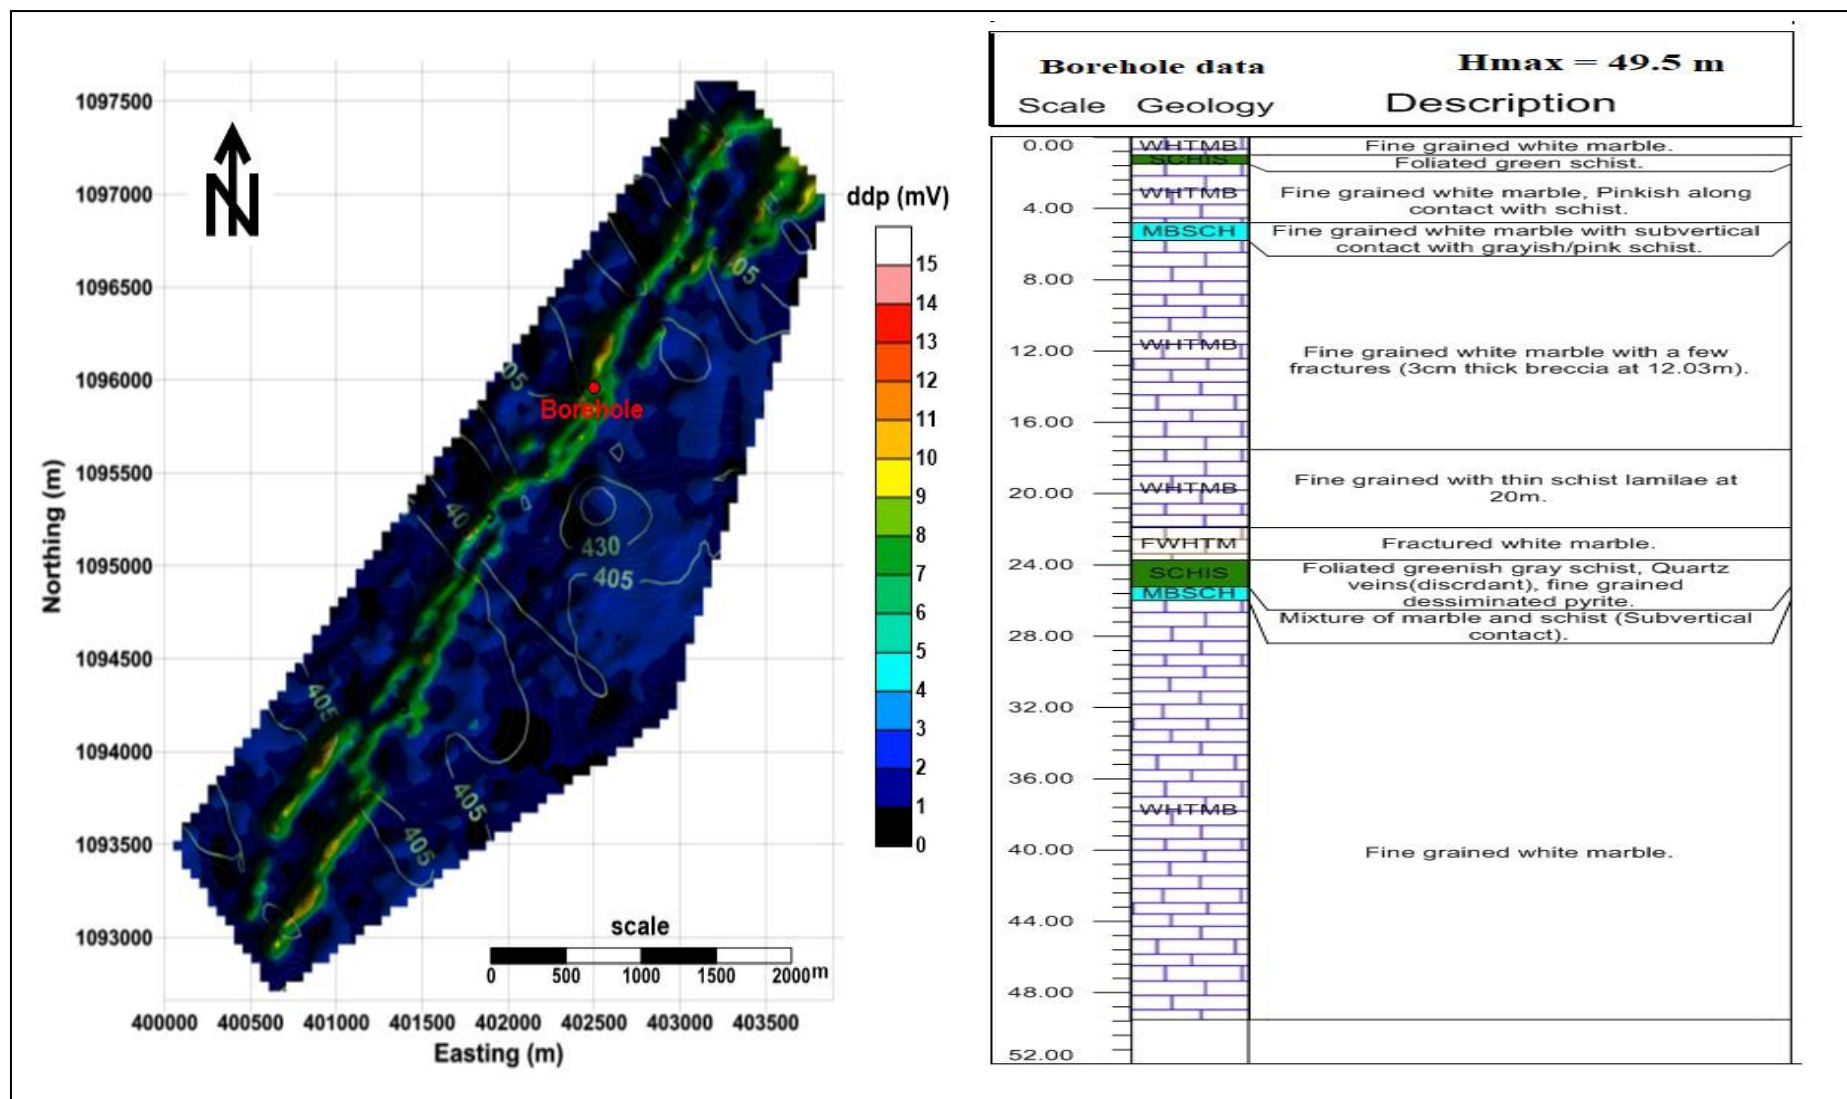 1097500
1097000
1096500
1096000
1095500
1095000
1094500
1094000
1093500
1093000
Northing (m)
N
05
05
Borehole
40
430
405
405
405
405
scale
0 500 1000 1500 2000 m
400000 400500 401000 401500 402000 402500 403000 403500
Easting (m)
ddp (mV)
15
14
13
12
11
10
9
8
7
6
5
4
3
2
1
0
Borehole data Hmax = 49.5 m
Scale Geology Description
0.00
4.00
8.00
12.00
16.00
20.00
24.00
28.00
32.00
36.00
40.00
44.00
48.00
52.00
WHTMB
SCHIS
WHTMB
MBSCH
WHTMB
WHTMB
FWHTM
SCHIS
MBSCH
WHTMB
Fine grained white marble.
Foliated green schist.
Fine grained white marble, Pinkish along
contact with schist.
Fine grained white marble with subvertical
contact with grayish/pink schist.
Fine grained white marble with a few
fractures (3cm thick breccia at 12.03m).
Fine grained with thin schist lamilae at
20m.
Fractured white marble.
Foliated greenish gray schist, Quartz
veins(discrdant), fine grained
dessiminated pyrite.
Mixture of marble and schist (Subvertical
contact).
Fine grained white marble.